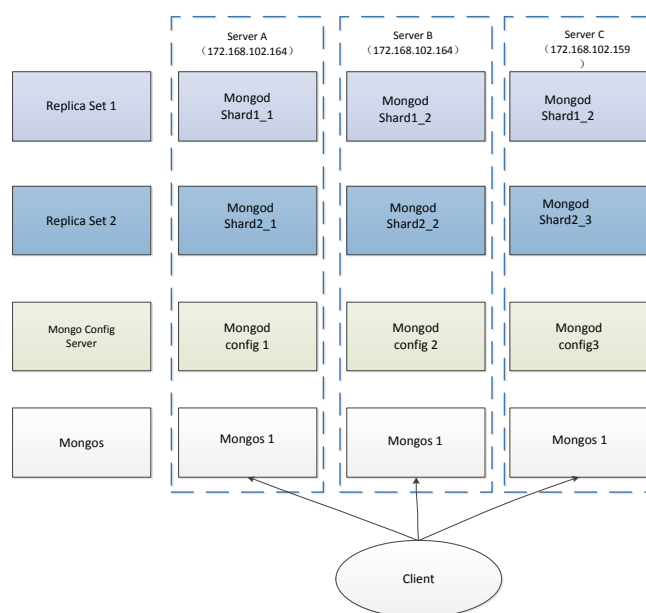 Server A
（172.168.102.164）
Server B
（172.168.102.164）
Server C
（172.168.102.159
）
Replica Set 1
Mongod
Shard1_1
Mongod
Shard1_2
Mongod
Shard1_2
Replica Set 2
Mongod
Shard2_1
Mongod
Shard2_2
Mongod
Shard2_3
Mongo Config
Server
Mongod
config 1
Mongod
config 2
Mongod
config3
Mongos
Mongos 1
Mongos 1
Mongos 1
Client